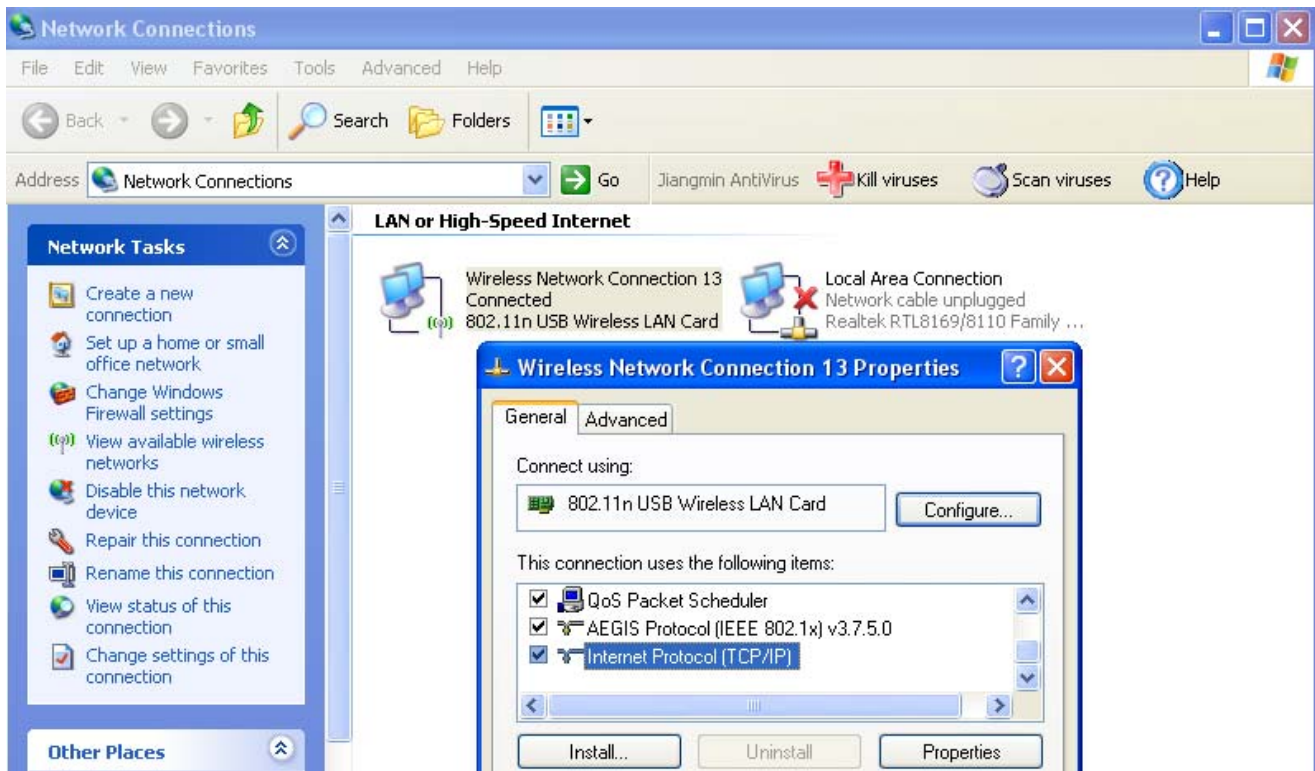 Network Connections
File Edit View Favorites Tools Advanced Help
Back Search Folders
Address Network Connections Go Jiangmin AntiVirus Kill viruses Scan viruses Help
Network Tasks
Create a new
connection
Set up a home or small
office network
Change Windows
Firewall settings
View available wireless
networks
Disable this network
device
Repair this connection
Rename this connection
View status of this
connection
Change settings of this
connection
Other Places
LAN or High-Speed Internet
Wireless Network Connection 13
Connected
802.11n USB Wireless LAN Card
Local Area Connection
Network cable unplugged
Realtek RTL8169/8110 Family ...
Wireless Network Connection 13 Properties
General Advanced
Connect using:
802.11n USB Wireless LAN Card Configure...
This connection uses the following items:
QoS Packet Scheduler
AEGIS Protocol (IEEE 802.1x) v3.7.5.0
Internet Protocol (TCP/IP)
Install... Uninstall Properties